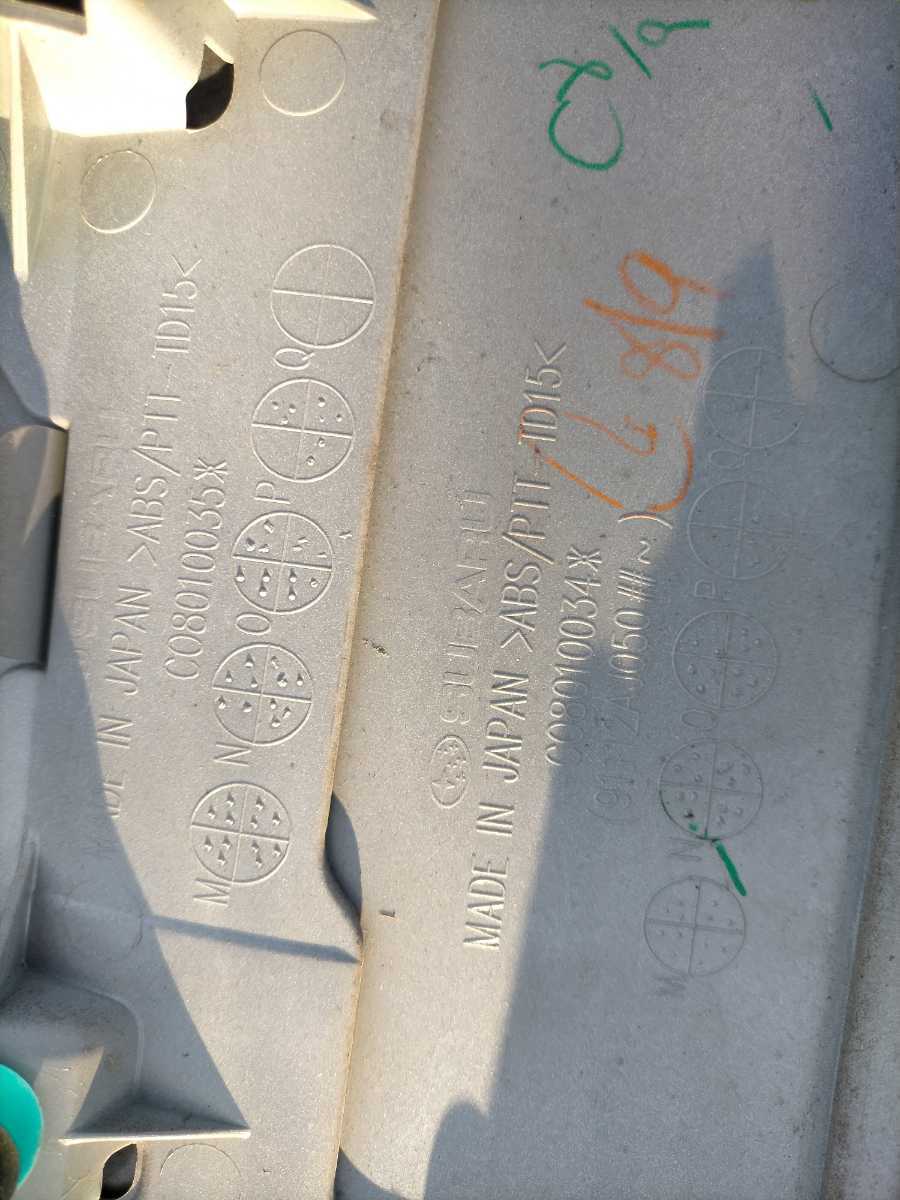 SUBARU
MADE IN JAPAN >ABS/PTT-TD15<
C08010035*
M N O P Q
SUBARU
MADE IN JAPAN >ABS/PTT-TD15<
C08010034*
M N O P Q
8/9
8/9